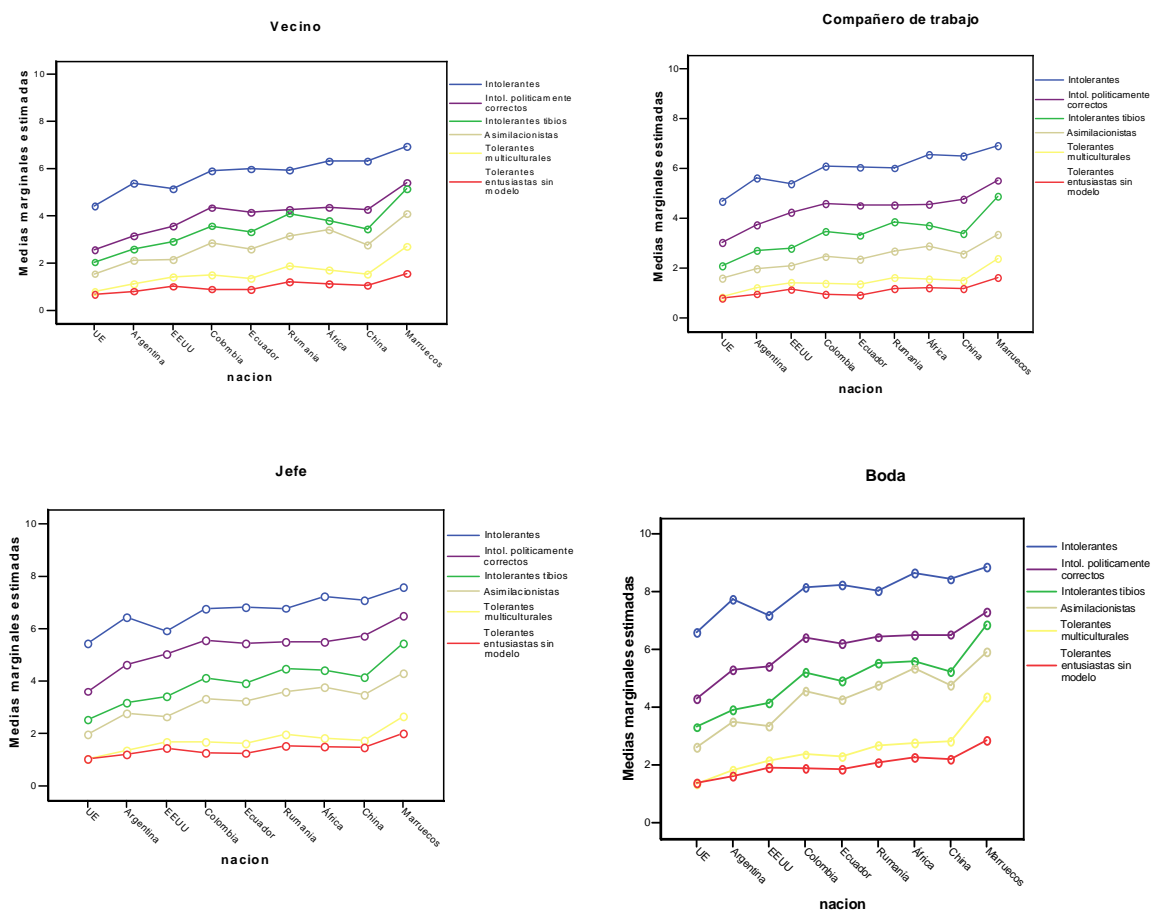 Vecino
Medias marginales estimadas
10
8
6
4
2
0
UE
Argentina
EEUU
Colombia
Ecuador
Rumanía
África
China
Marruecos
nacion
Intolerantes
Intol. politicamente
correctos
Intolerantes tibios
Asimilacionistas
Tolerantes
multiculturales
Tolerantes
entusiastas sin
modelo
Compañero de trabajo
Medias marginales estimadas
10
8
6
4
2
0
UE
Argentina
EEUU
Colombia
Ecuador
Rumanía
África
China
Marruecos
nacion
Intolerantes
Intol. politicamente
correctos
Intolerantes tibios
Asimilacionistas
Tolerantes
multiculturales
Tolerantes
entusiastas sin
modelo
Jefe
Medias marginales estimadas
10
8
6
4
2
0
UE
Argentina
EEUU
Colombia
Ecuador
Rumanía
África
China
Marruecos
nacion
Intolerantes
Intol. politicamente
correctos
Intolerantes tibios
Asimilacionistas
Tolerantes
multiculturales
Tolerantes
entusiastas sin
modelo
Boda
Medias marginales estimadas
10
8
6
4
2
0
UE
Argentina
EEUU
Colombia
Ecuador
Rumanía
África
China
Marruecos
nacion
Intolerantes
Intol. politicamente
correctos
Intolerantes tibios
Asimilacionistas
Tolerantes
multiculturales
Tolerantes
entusiastas sin
modelo